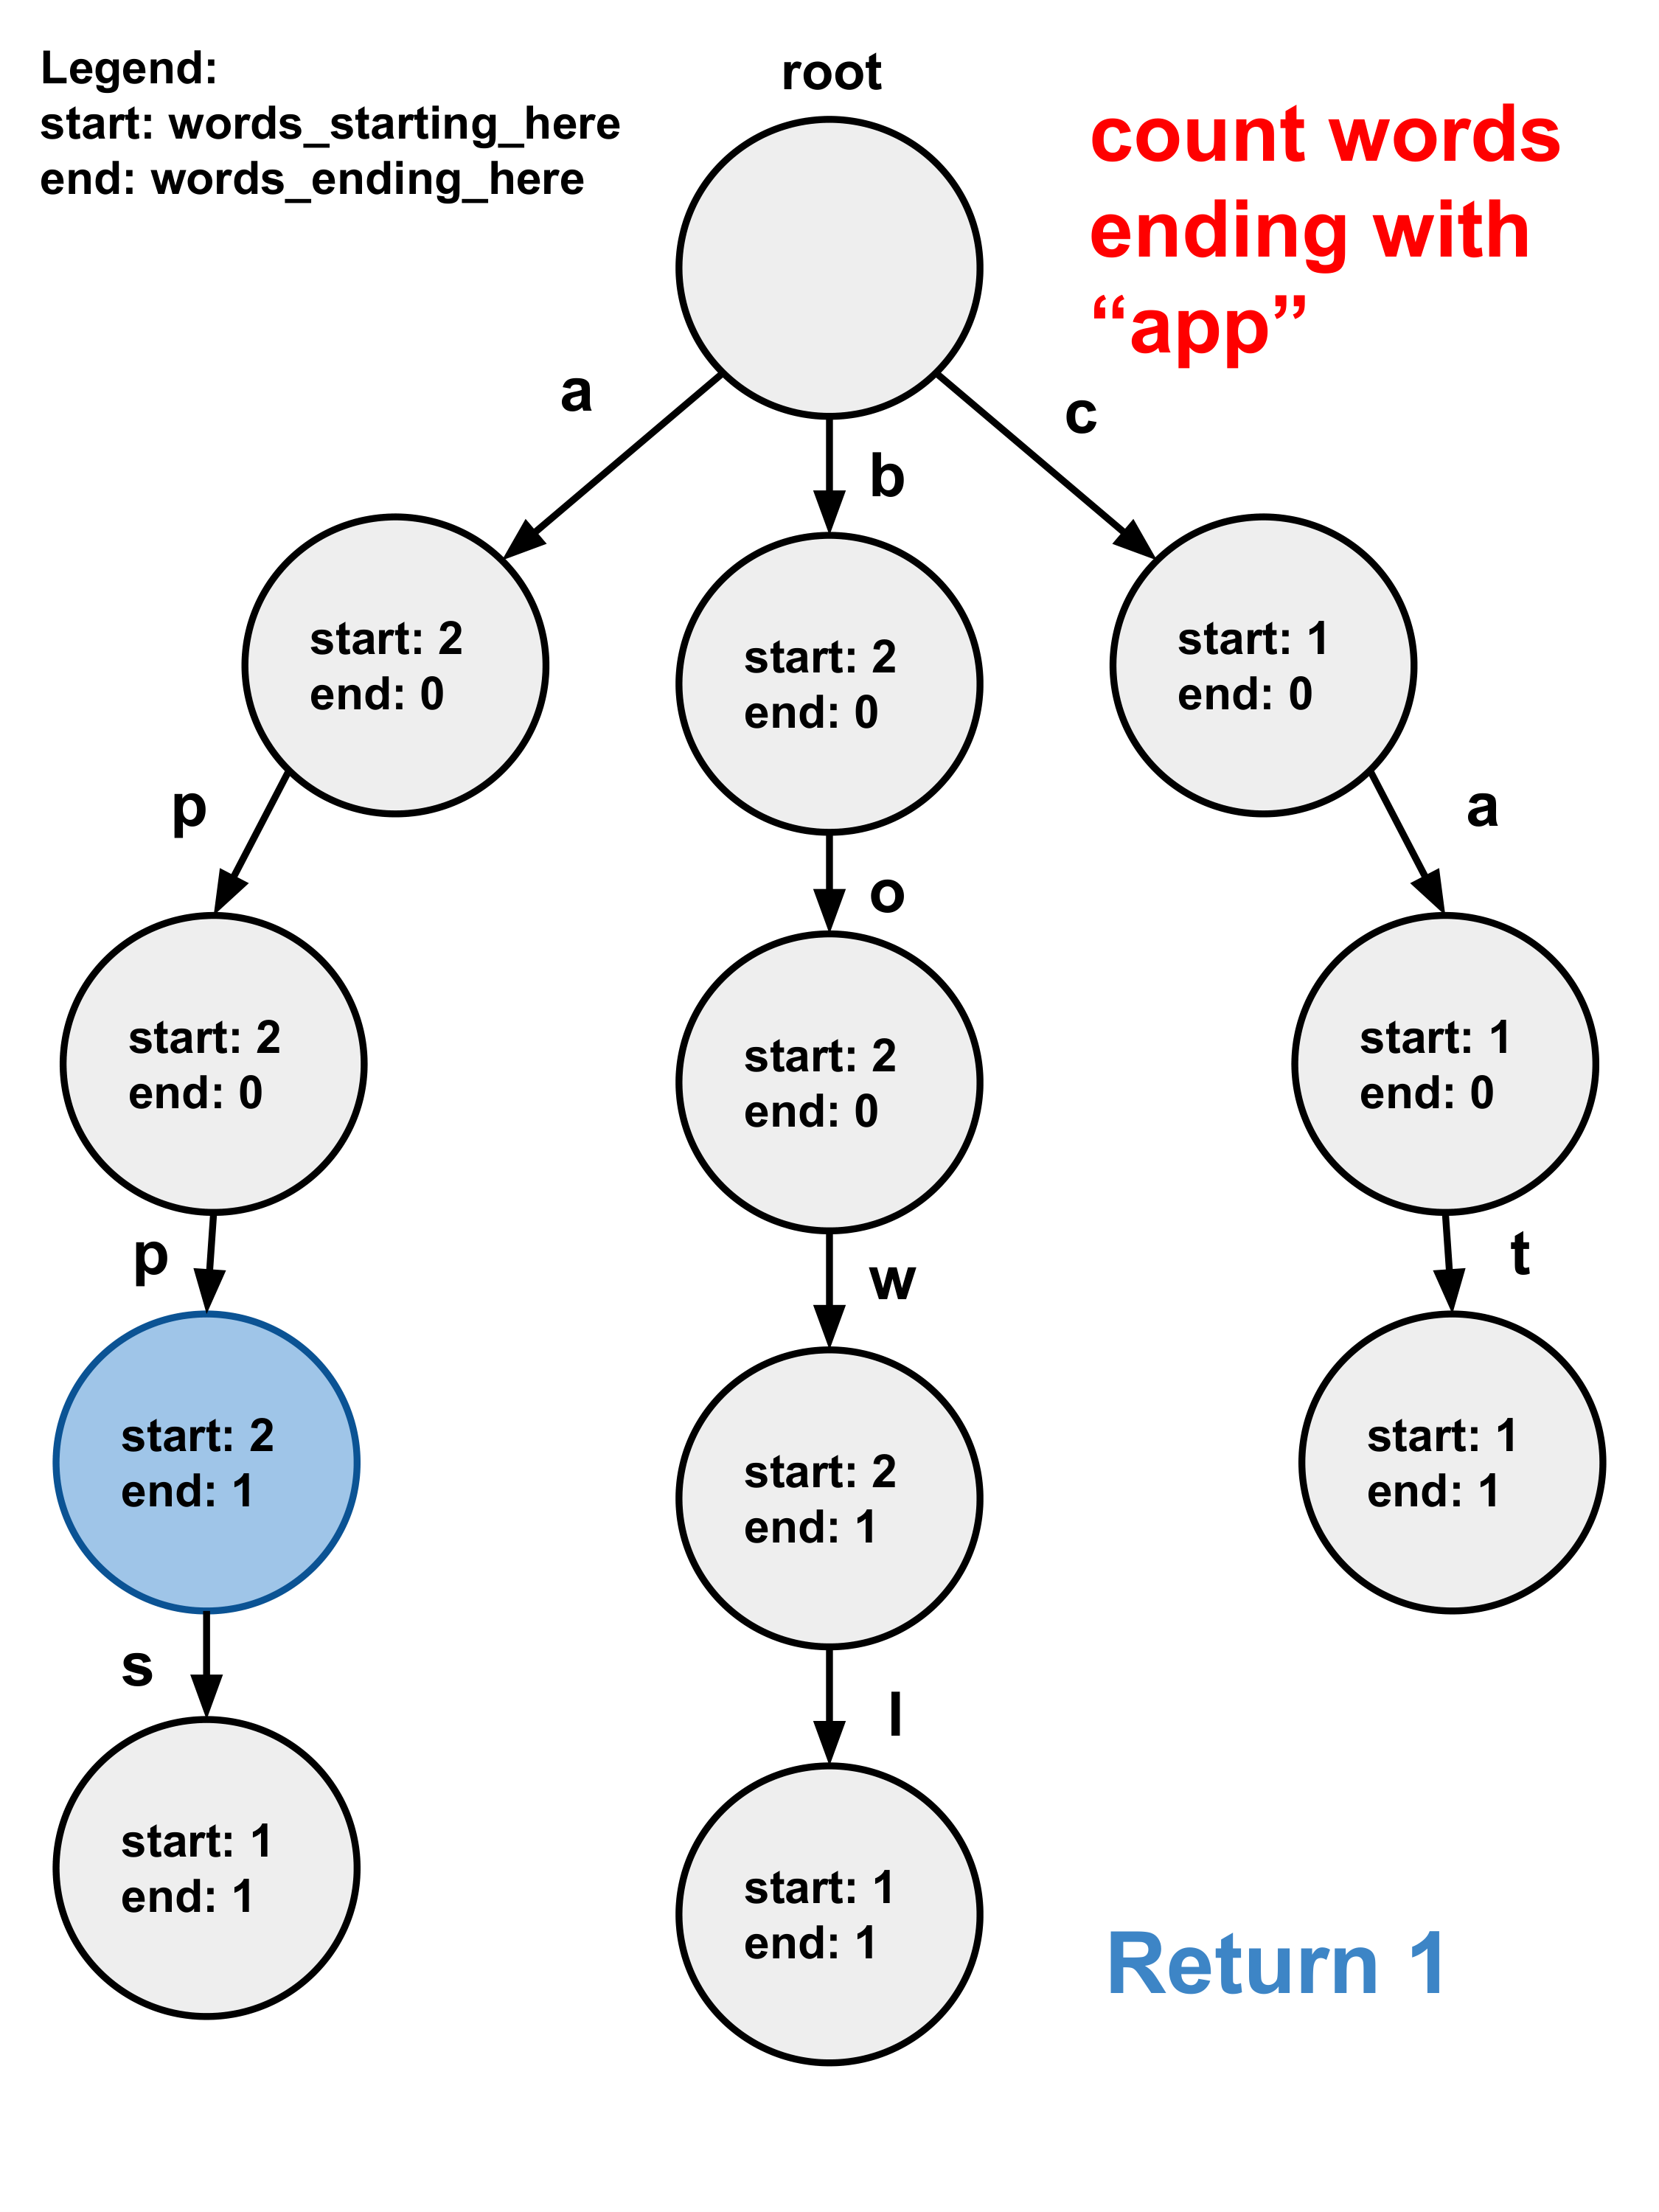 Legend:
start: words_starting_here
end: words_ending_here
root
count words
ending with
“app”
a
b
c
start: 2
end: 0
start: 2
end: 0
start: 1
end: 0
p
o
a
start: 2
end: 0
start: 2
end: 0
start: 1
end: 0
p
w
t
start: 2
end: 1
start: 2
end: 1
start: 1
end: 1
s
l
start: 1
end: 1
start: 1
end: 1
Return 1